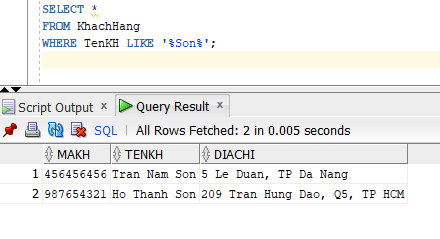 SELECT *
FROM KhachHang
WHERE TenKH LIKE '%Son%';
Script Output x Query Result x
SQL | All Rows Fetched: 2 in 0.005 seconds
MAKH TENKH DIACHI
1 456456456 Tran Nam Son 5 Le Duan, TP Da Nang
2 987654321 Ho Thanh Son 209 Tran Hung Dao, Q5, TP HCM